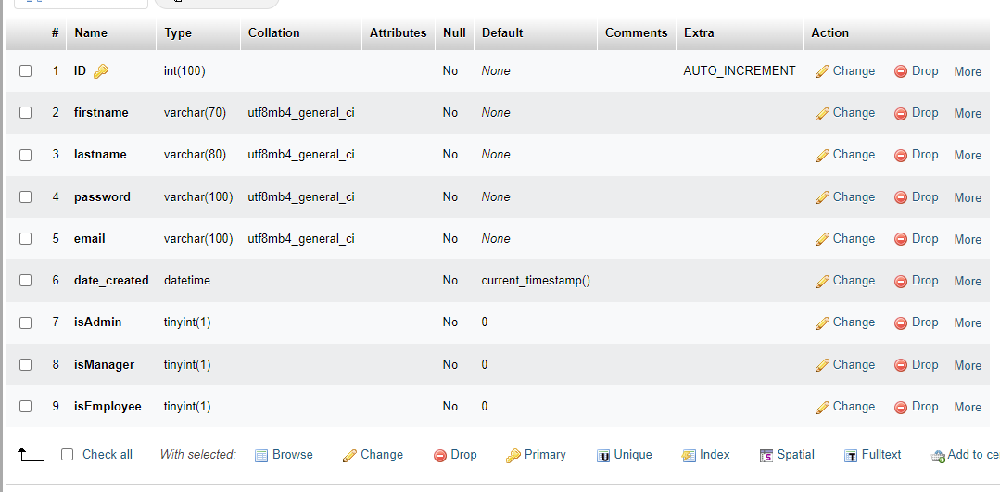 # Name Type Collation Attributes Null Default Comments Extra Action
1 ID int(100) No None AUTO_INCREMENT Change Drop More
2 firstname varchar(70) utf8mb4_general_ci No None Change Drop More
3 lastname varchar(80) utf8mb4_general_ci No None Change Drop More
4 password varchar(100) utf8mb4_general_ci No None Change Drop More
5 email varchar(100) utf8mb4_general_ci No None Change Drop More
6 date_created datetime No current_timestamp() Change Drop More
7 isAdmin tinyint(1) No 0 Change Drop More
8 isManager tinyint(1) No 0 Change Drop More
9 isEmployee tinyint(1) No 0 Change Drop More
Check all With selected: Browse Change Drop Primary Unique Index Spatial Fulltext Add to ce